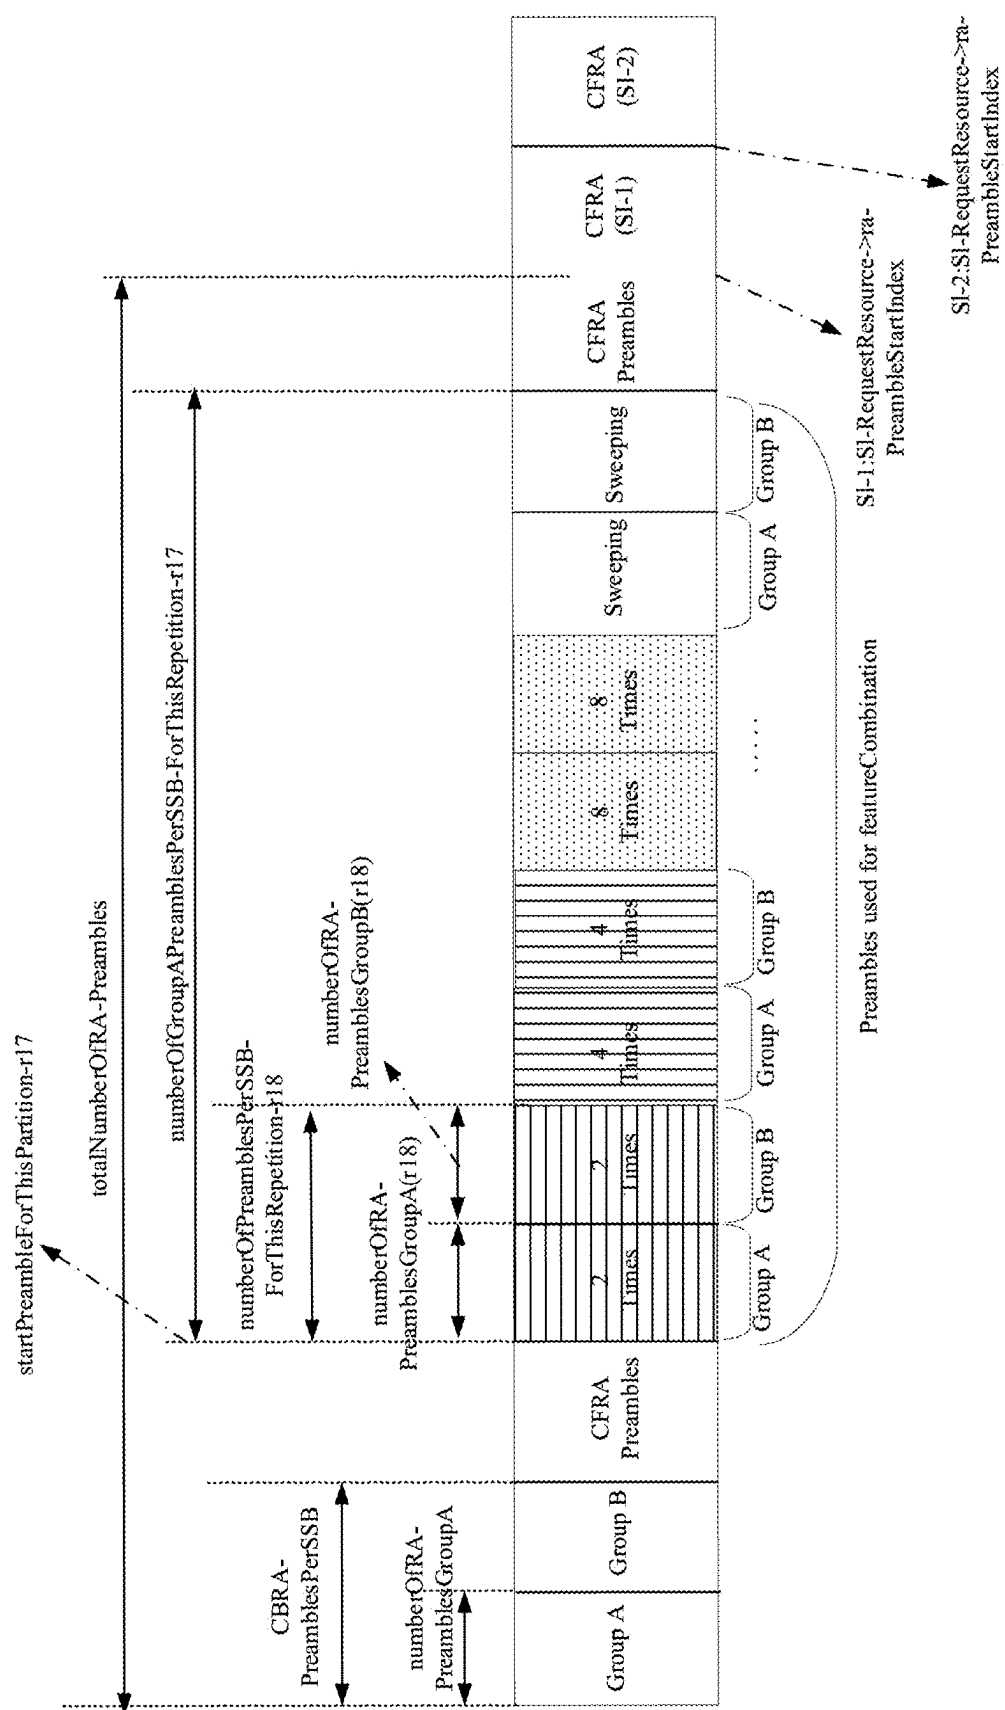 startPreambleForThisPartition-r17
totalNumberOfRA-Preambles
numberOfGroupAPreamblesPerSSB-ForThisRepetition-r17
numberOfPreamblesPerSSB-
ForThisRepetition-r18
numberOfRA-
PreamblesGroupB(r18)
numberOfRA-
PreamblesGroupA(r18)
CBRA-
PreamblesPerSSB
numberOfRA-
PreamblesGroupA
Group A
Group B
CFRA
Preambles
2
Times
2
Times
4
Times
4
Times
8
Times
8
Times
Sweeping
Sweeping
CFRA
Preambles
CFRA
(SI-1)
CFRA
(SI-2)
Group A
Group B
Group A
Group B
.....
Group A
Group B
Preambles used for featureCombination
SI-1:SI-RequestResource->ra-
PreambleStartIndex
SI-2:SI-RequestResource->ra-
PreambleStartIndex